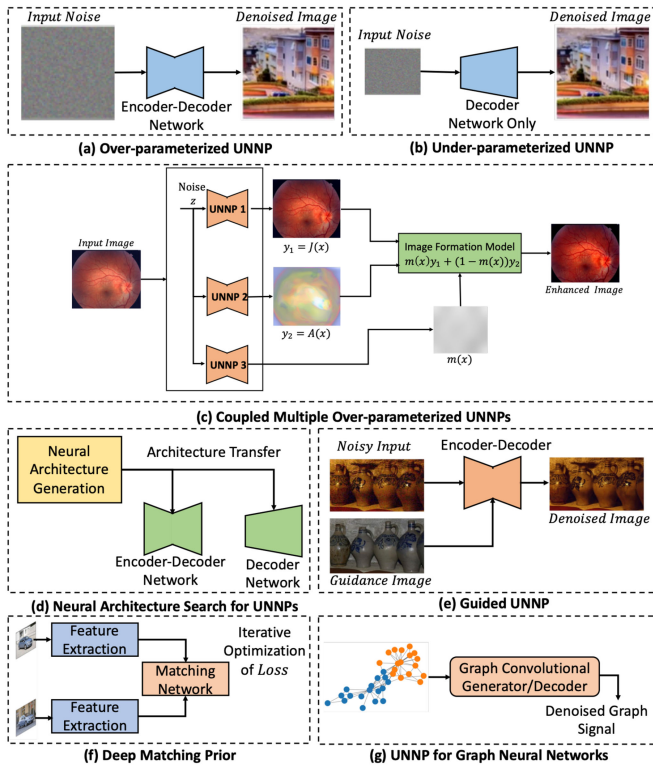 Input Noise
Denoised Image
Encoder-Decoder
Network
(a) Over-parameterized UNNP
Input Noise
Denoised Image
Decoder
Network Only
(b) Under-parameterized UNNP
Input Image
Noise
z
UNNP 1
UNNP 2
UNNP 3
y₁ = J(x)
y₂ = A(x)
Image Formation Model
m(x)y₁ + (1 − m(x))y₂
m(x)
Enhanced Image
(c) Coupled Multiple Over-parameterized UNNPs
Neural
Architecture
Generation
Architecture Transfer
Encoder-Decoder
Network
Decoder
Network
(d) Neural Architecture Search for UNNPs
Noisy Input
Encoder-Decoder
Denoised Image
Guidance Image
(e) Guided UNNP
Feature
Extraction
Matching
Network
Feature
Extraction
Iterative
Optimization
of Loss
(f) Deep Matching Prior
Graph Convolutional
Generator/Decoder
Denoised Graph
Signal
(g) UNNP for Graph Neural Networks